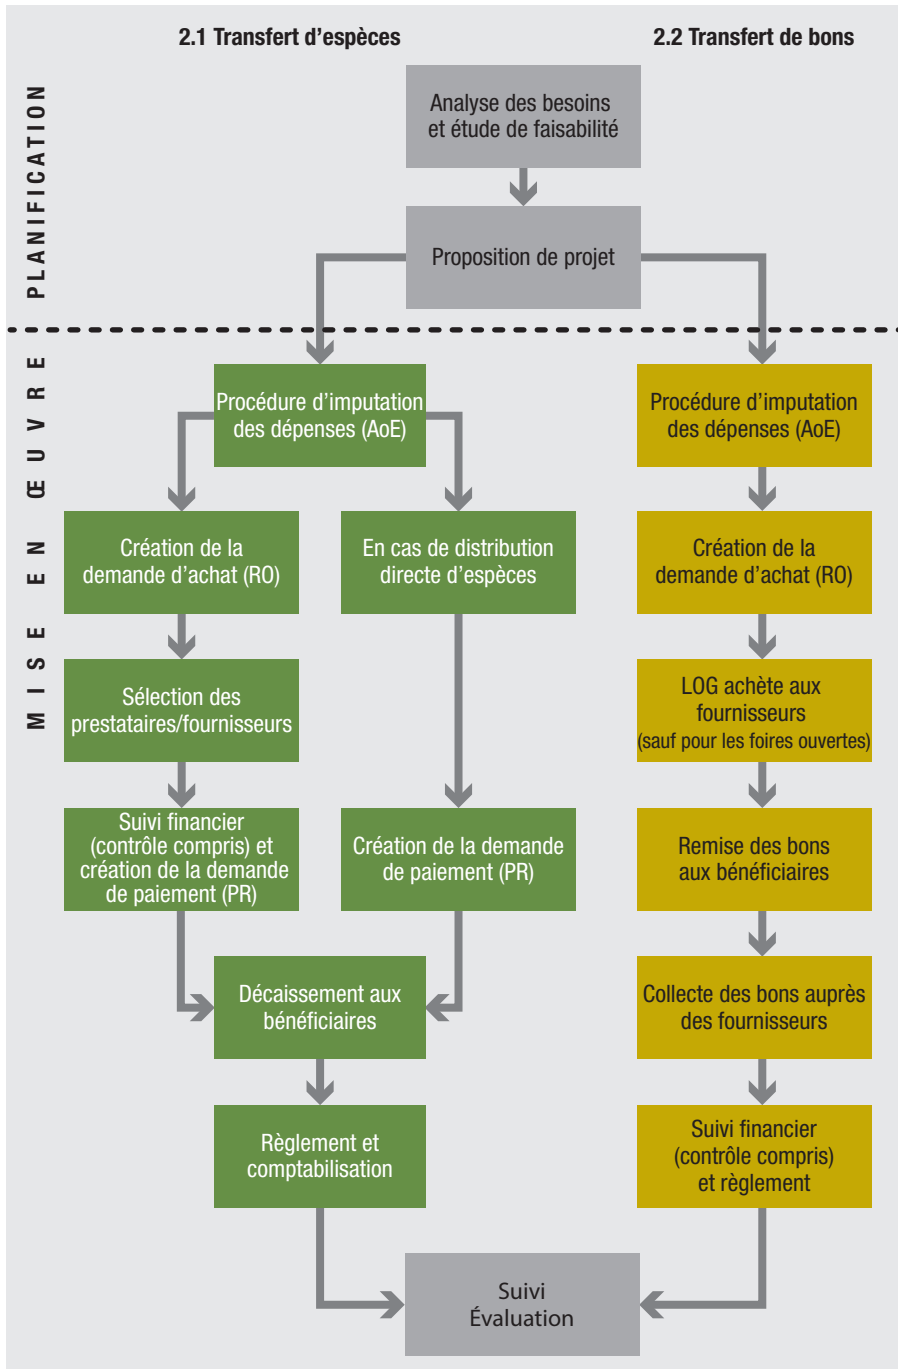 2.1 Transfert d’espèces
2.2 Transfert de bons
PLANIFICATION
Analyse des besoins
et étude de faisabilité
Proposition de projet
MISE EN ŒUVRE
Procédure d’imputation
des dépenses (AoE)
Création de la
demande d’achat (RO)
En cas de distribution
directe d’espèces
Sélection des
prestataires/fournisseurs
Suivi financier
(contrôle compris) et
création de la demande
de paiement (PR)
Création de la demande
de paiement (PR)
Décaissement aux
bénéficiaires
Règlement et
comptabilisation
Procédure d’imputation
des dépenses (AoE)
Création de la
demande d’achat (RO)
LOG achète aux
fournisseurs
(sauf pour les foires ouvertes)
Remise des bons
aux bénéficiaires
Collecte des bons auprès
des fournisseurs
Suivi financier
(contrôle compris)
et règlement
Suivi
Évaluation